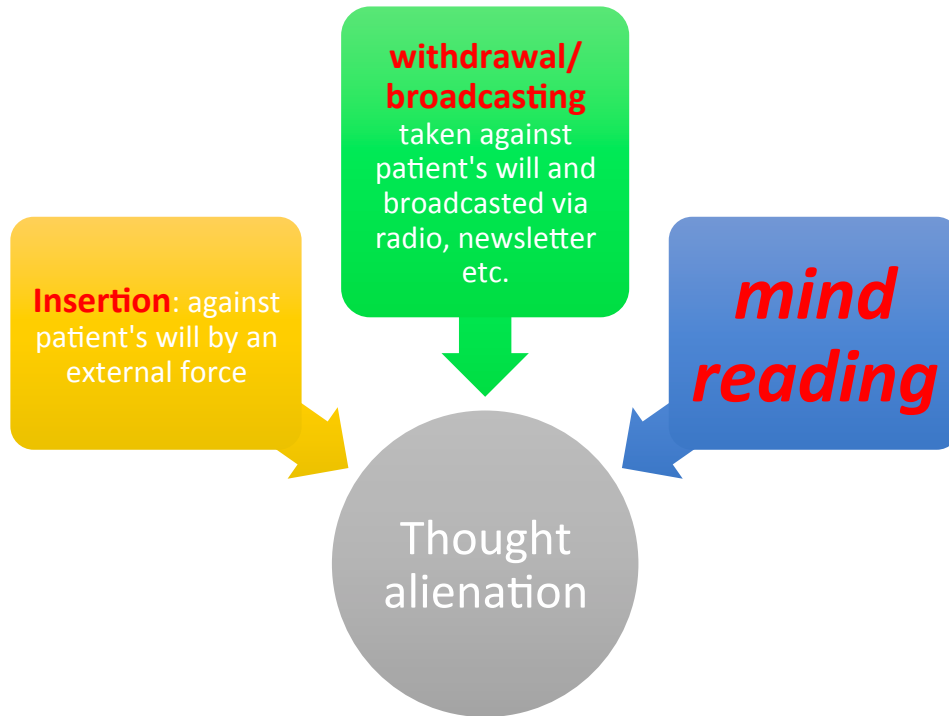 withdrawal/
broadcasting
taken against
patient's will and
broadcasted via
radio, newsletter
etc.
Insertion: against
patient's will by an
external force
mind
reading
Thought
alienation